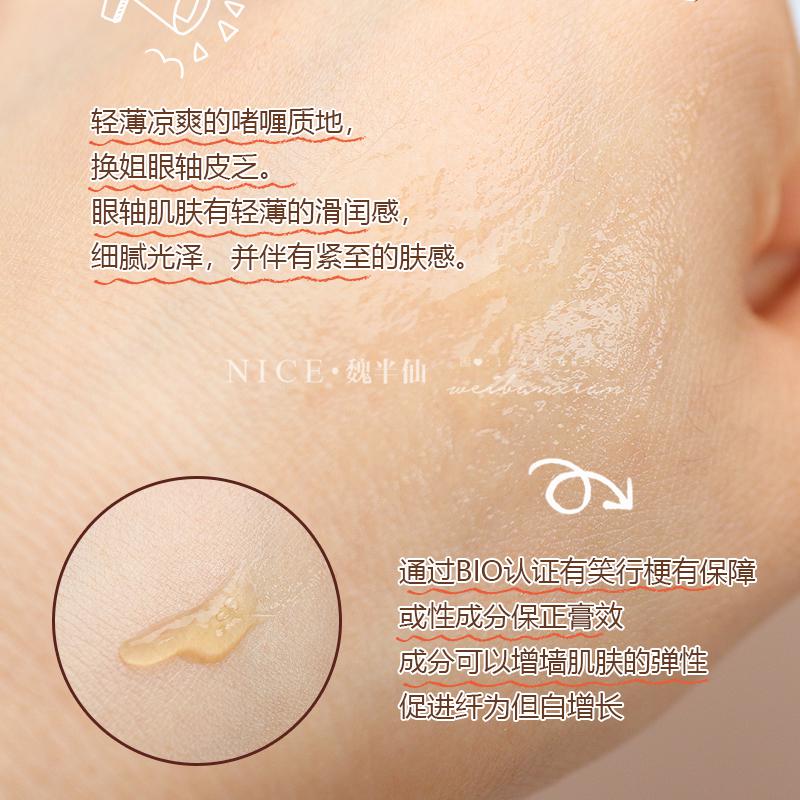 轻薄凉爽的啫喱质地，
换姐眼轴皮乏。
眼轴肌肤有轻薄的滑闰感，
细腻光泽，并伴有紧至的肤感。
NICE·魏半仙
weibanxian
通过BIO认证有笑行梗有保障
或性成分保正膏效
成分可以增墙肌肤的弹性
促进纤为但白增长